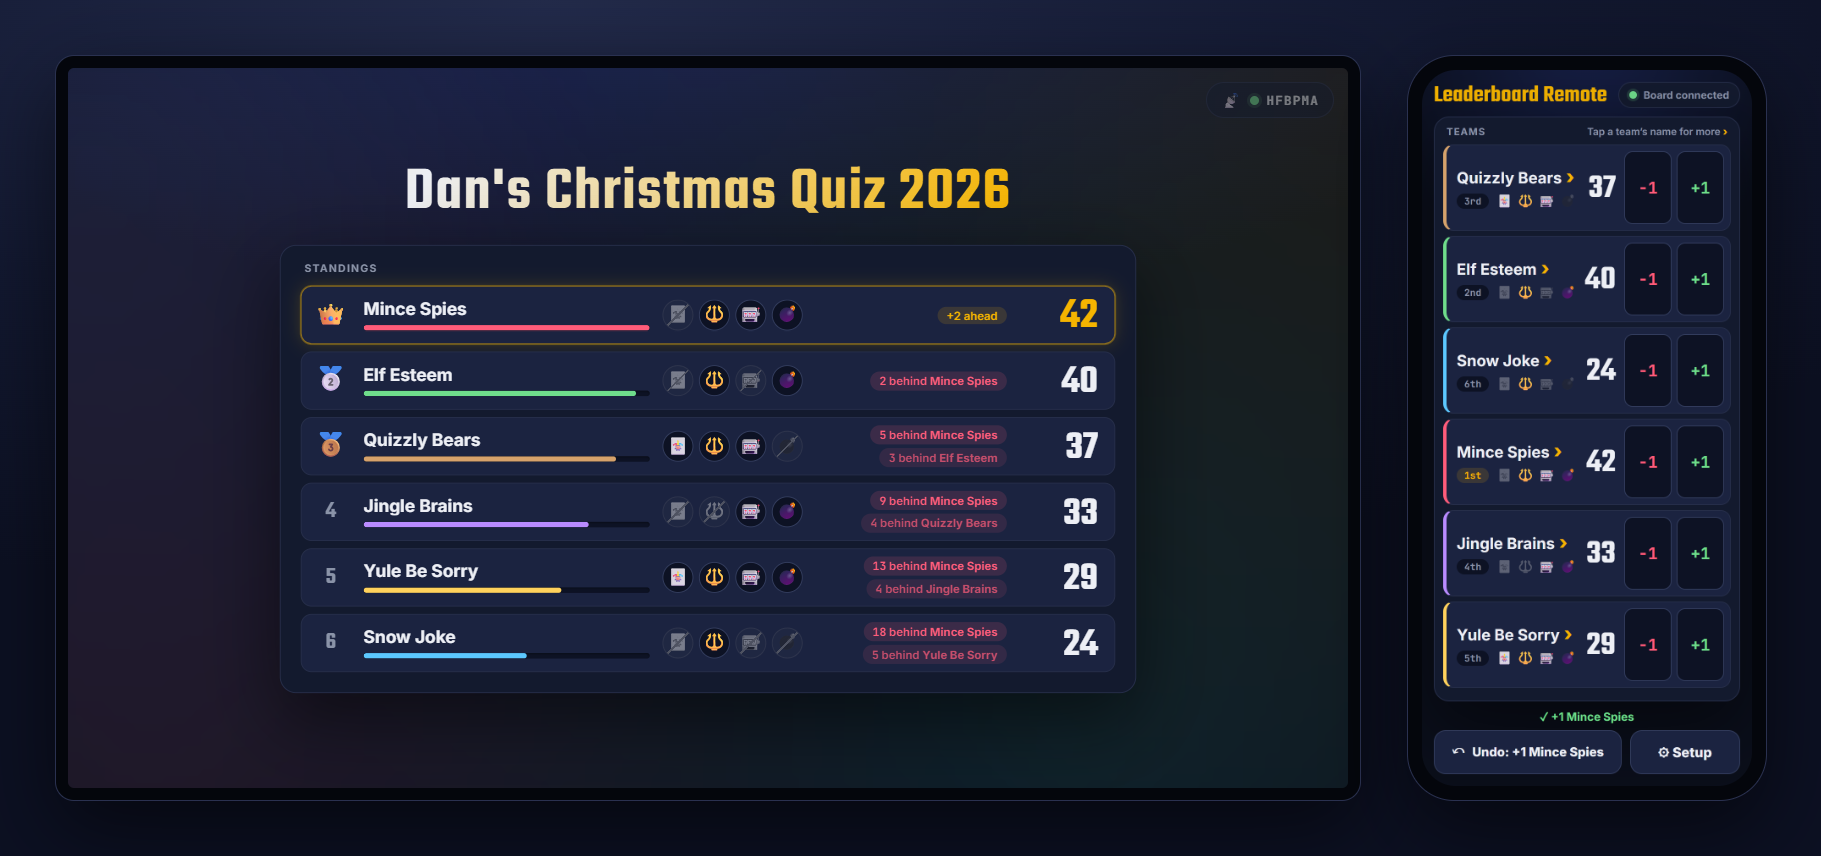 HFBPMA
Dan's Christmas Quiz 2026
STANDINGS
Mince Spies
+2 ahead
42
2
Elf Esteem
2 behind Mince Spies
40
3
Quizzly Bears
5 behind Mince Spies
3 behind Elf Esteem
37
4
Jingle Brains
9 behind Mince Spies
4 behind Quizzly Bears
33
5
Yule Be Sorry
13 behind Mince Spies
4 behind Jingle Brains
29
6
Snow Joke
18 behind Mince Spies
5 behind Yule Be Sorry
24
Leaderboard Remote
Board connected
TEAMS
Tap a team's name for more ›
Quizzly Bears ›
3rd
37
-1
+1
Elf Esteem ›
2nd
40
-1
+1
Snow Joke ›
6th
24
-1
+1
Mince Spies ›
1st
42
-1
+1
Jingle Brains ›
4th
33
-1
+1
Yule Be Sorry ›
5th
29
-1
+1
✓ +1 Mince Spies
Undo: +1 Mince Spies
Setup